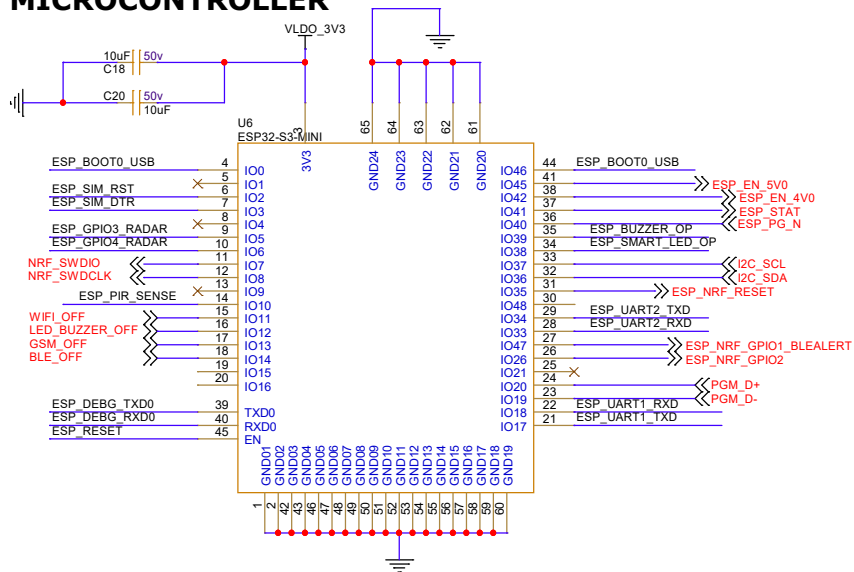 MICROCONTROLLER
VLDO_3V3
10uF 50v
C18
C20 50v
10uF
U6
ESP32-S3-MINI
3 65 64 63 62 61
3V3 GND24 GND23 GND22 GND21 GND20
ESP_BOOT0_USB 4 IO0
5 IO1
ESP_SIM_RST 6 IO2
ESP_SIM_DTR 7 IO3
8 IO4
ESP_GPIO3_RADAR 9 IO5
ESP_GPIO4_RADAR 10 IO6
NRF_SWDIO 11 IO7
NRF_SWDCLK 12 IO8
13 IO9
ESP_PIR_SENSE 14 IO10
WIFI_OFF 15 IO11
LED_BUZZER_OFF 16 IO12
GSM_OFF 17 IO13
BLE_OFF 18 IO14
19 IO15
20 IO16
ESP_DEBG_TXD0 39 TXD0
ESP_DEBG_RXD0 40 RXD0
ESP_RESET 45 EN
IO46 44 ESP_BOOT0_USB
IO45 41 ESP_EN_5V0
IO42 38 ESP_EN_4V0
IO41 37 ESP_STAT
IO40 36 ESP_PG_N
IO39 35 ESP_BUZZER_OP
IO38 34 ESP_SMART_LED_OP
IO37 33 I2C_SCL
IO36 32 I2C_SDA
IO35 31 ESP_NRF_RESET
IO48 30
IO34 29 ESP_UART2_TXD
IO33 28 ESP_UART2_RXD
IO47 27 ESP_NRF_GPIO1_BLEALERT
IO26 26 ESP_NRF_GPIO2
IO21 25
IO20 24 PGM_D+
IO19 23 PGM_D-
IO18 22 ESP_UART1_RXD
IO17 21 ESP_UART1_TXD
GND01 GND02 GND03 GND04 GND05 GND06 GND07 GND08 GND09 GND10 GND11 GND12 GND13 GND14 GND15 GND16 GND17 GND18 GND19
1 2 42 43 46 47 48 49 50 51 52 53 54 55 56 57 58 59 60